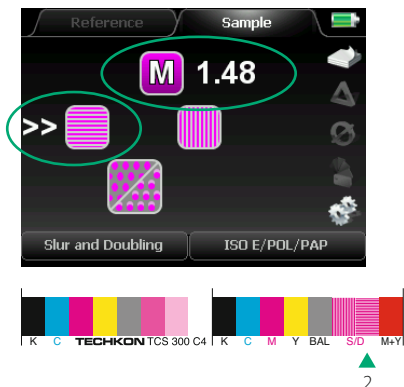 Reference Sample
M 1.48
>>
Slur and Doubling ISO E/POL/PAP
K C TECHKON TCS 300 C4 K C M Y BAL S/D M+Y
2